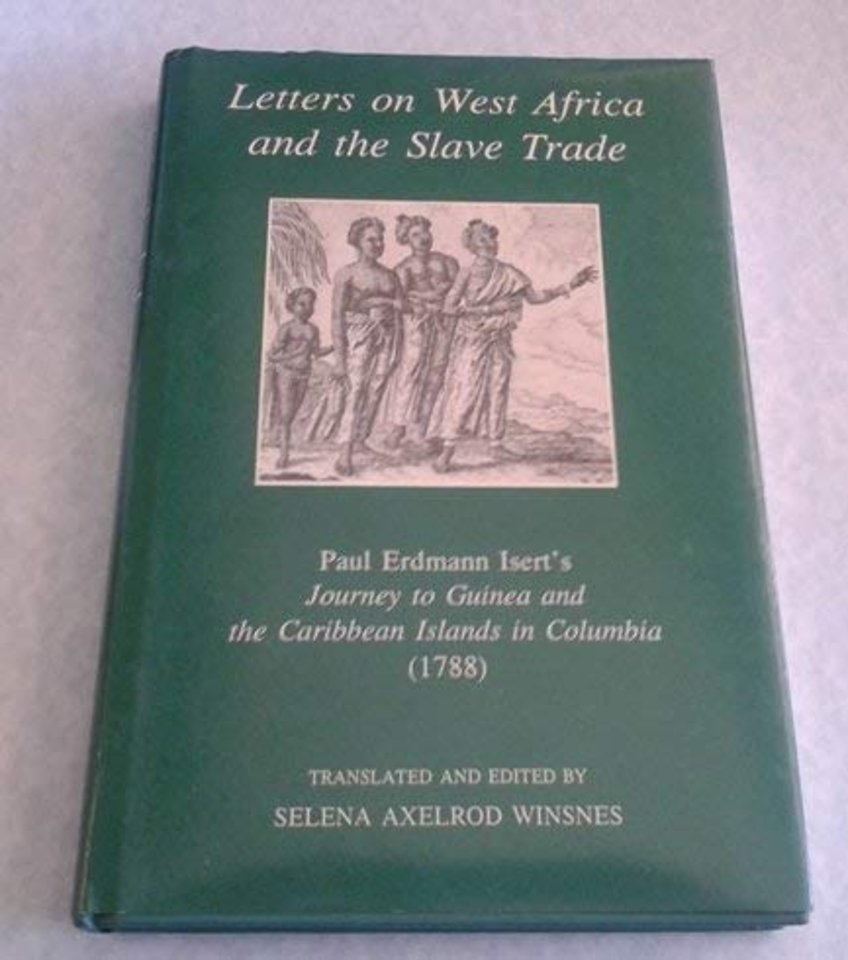 Letters on West Africa
and the Slave Trade
Paul Erdmann Isert's
Journey to Guinea and
the Caribbean Islands in Columbia
(1788)
TRANSLATED AND EDITED BY
SELENA AXELROD WINSNES